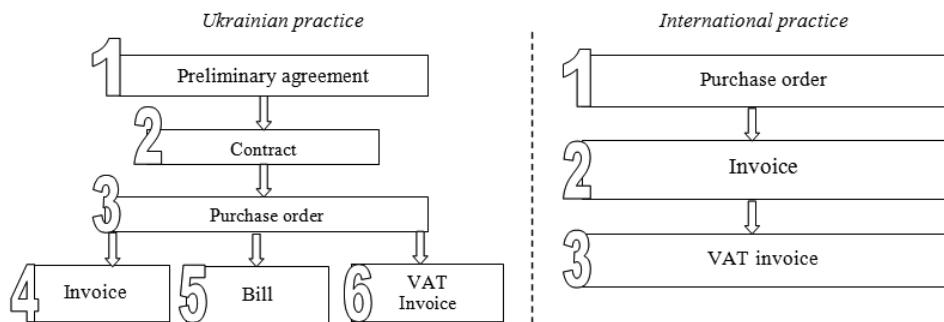 Ukrainian practice
International practice
1
Preliminary agreement
2
Contract
3
Purchase order
4
Invoice
5
Bill
6
VAT
Invoice
1
Purchase order
2
Invoice
3
VAT invoice